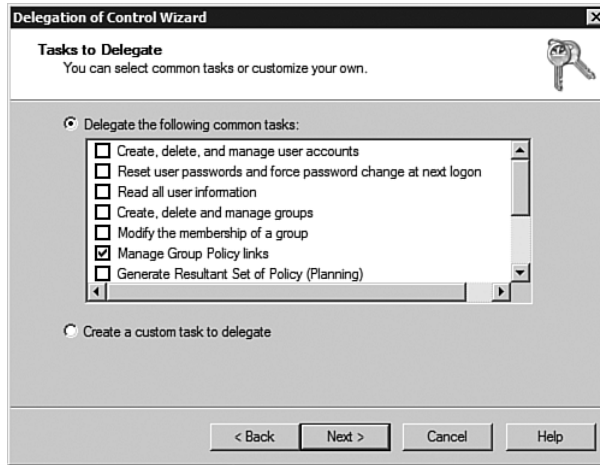 Delegation of Control Wizard
Tasks to Delegate
You can select common tasks or customize your own.
Delegate the following common tasks:
Create, delete, and manage user accounts
Reset user passwords and force password change at next logon
Read all user information
Create, delete and manage groups
Modify the membership of a group
Manage Group Policy links
Generate Resultant Set of Policy (Planning)
Create a custom task to delegate
< Back Next > Cancel Help